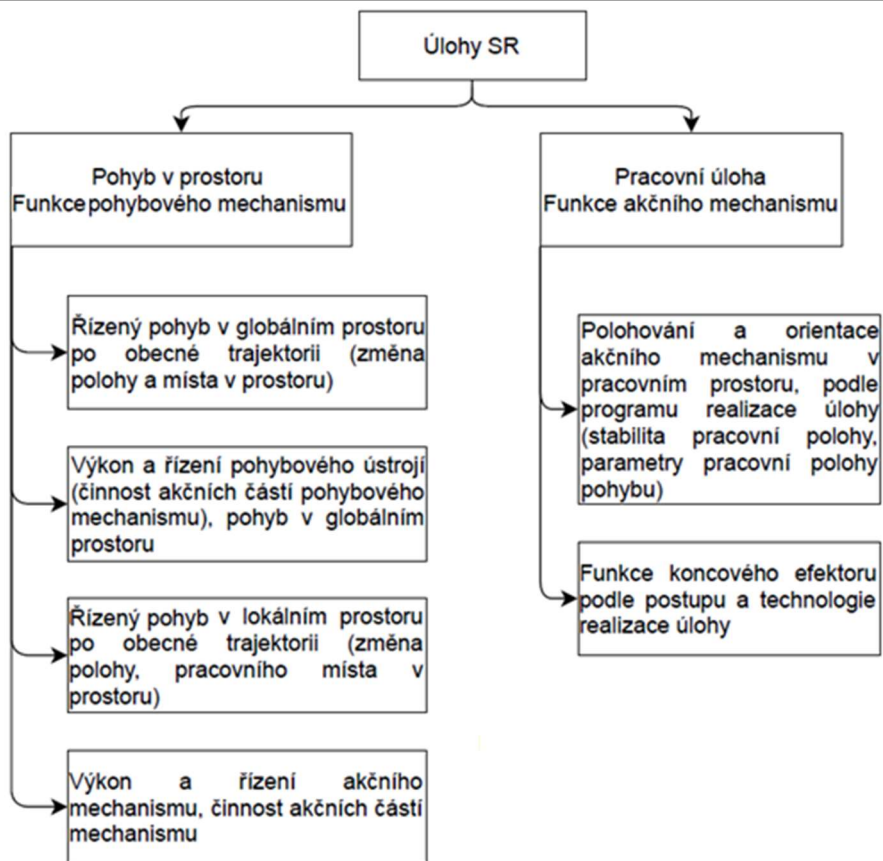 Úlohy SR
Pohyb v prostoru
Funkce pohybového mechanismu
Řízený pohyb v globálním prostoru
po obecné trajektorii (změna
polohy a místa v prostoru)
Výkon a řízení pohybového ústrojí
(činnost akčních částí pohybového
mechanismu), pohyb v globálním
prostoru
Řízený pohyb v lokálním prostoru
po obecné trajektorii (změna
polohy, pracovního místa v
prostoru)
Výkon a řízení akčního
mechanismu, činnost akčních částí
mechanismu
Pracovní úloha
Funkce akčního mechanismu
Polohování a orientace
akčního mechanismu v
pracovním prostoru, podle
programu realizace úlohy
(stabilita pracovní polohy,
parametry pracovní polohy
pohybu)
Funkce koncového efektoru
podle postupu a technologie
realizace úlohy